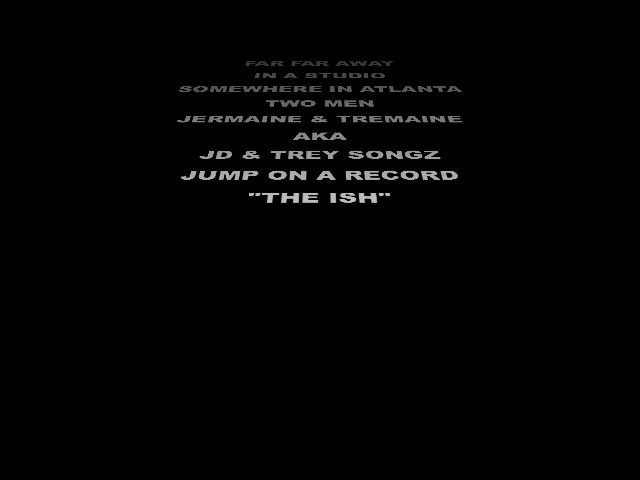 FAR FAR AWAY
IN A STUDIO
SOMEWHERE IN ATLANTA
TWO MEN
JERMAINE & TREMAINE
AKA
JD & TREY SONGZ
JUMP ON A RECORD
"THE ISH"